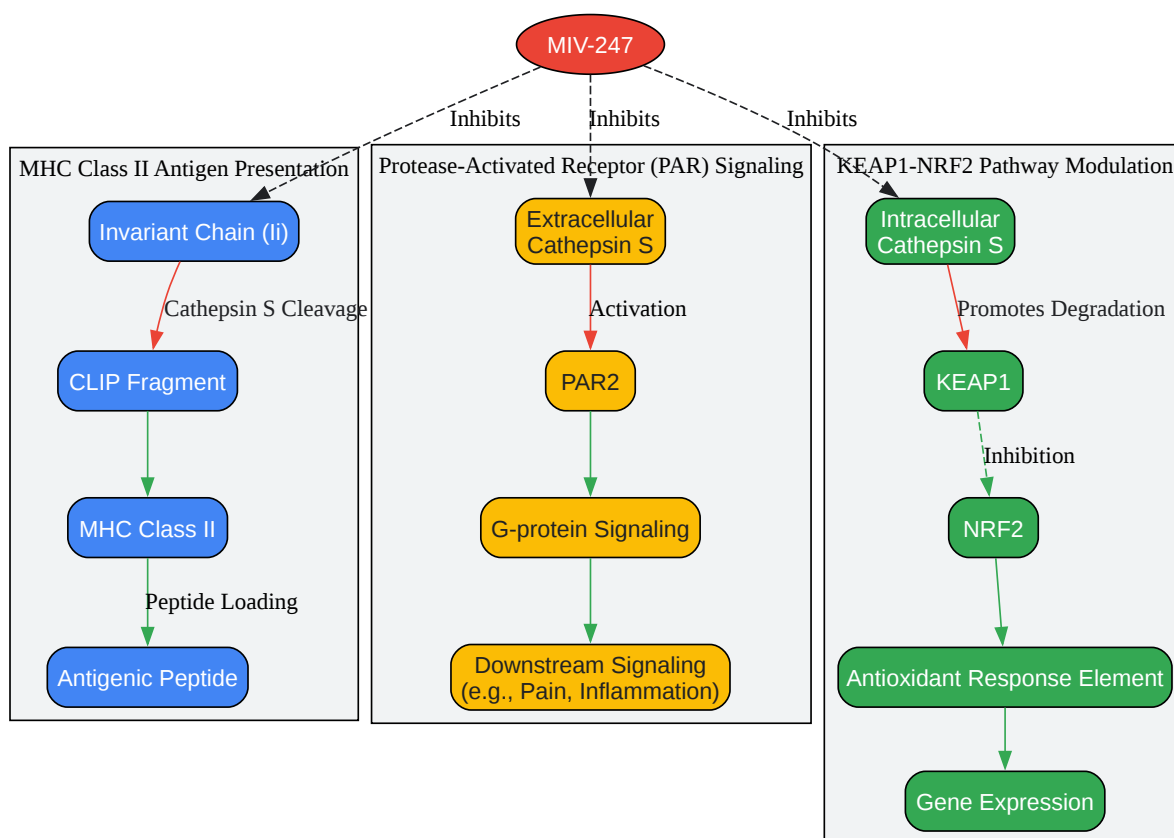 MIV-247
Inhibits
Inhibits
Inhibits
MHC Class II Antigen Presentation
Invariant Chain (Ii)
Cathepsin S Cleavage
CLIP Fragment
MHC Class II
Peptide Loading
Antigenic Peptide
Protease-Activated Receptor (PAR) Signaling
Extracellular
Cathepsin S
Activation
PAR2
G-protein Signaling
Downstream Signaling
(e.g., Pain, Inflammation)
KEAP1-NRF2 Pathway Modulation
Intracellular
Cathepsin S
Promotes Degradation
KEAP1
Inhibition
NRF2
Antioxidant Response Element
Gene Expression